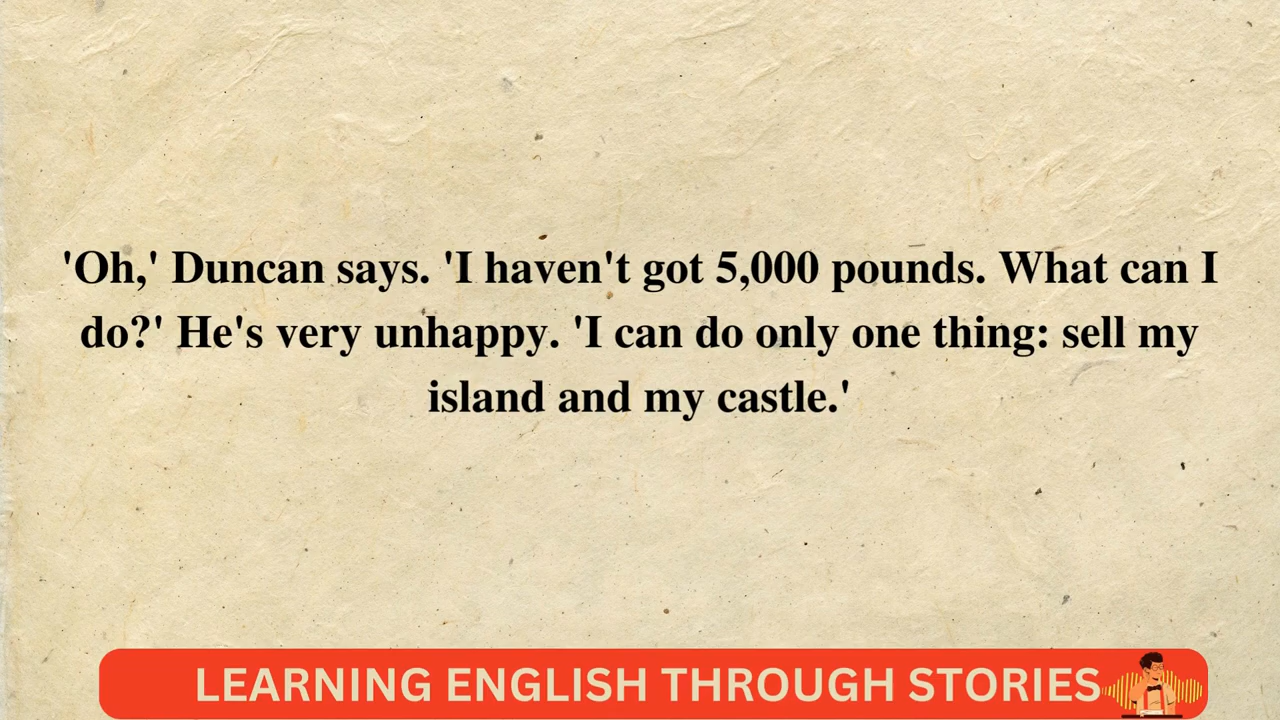 'Oh,' Duncan says. 'I haven't got 5,000 pounds. What can I
do?' He's very unhappy. 'I can do only one thing: sell my
island and my castle.'
LEARNING ENGLISH THROUGH STORIES